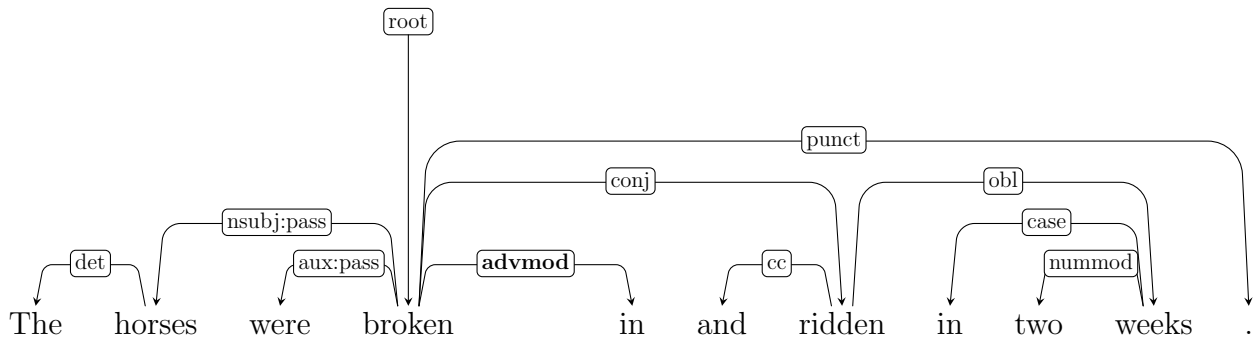 root
punct
conj obl
nsubj:pass case
det aux:pass advmod cc nummod
The horses were broken in and ridden in two weeks .